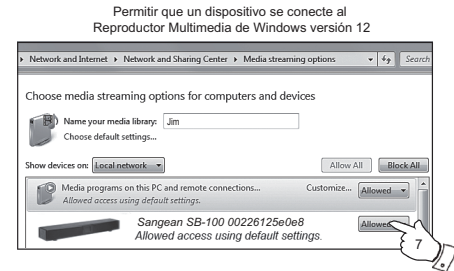 Permitir que un dispositivo se conecte al
Reproductor Multimedia de Windows versión 12
Network and Internet Network and Sharing Center Media streaming options Search
Choose media streaming options for computers and devices
Name your media library: Jim
Choose default settings...
Show devices on: Local network Allow All Block All
Media programs on this PC and remote connections... Customize... Allowed
Allowed access using default settings.
Sangean SB-100 00226125e0e8 Allowed
Allowed access using default settings.
7